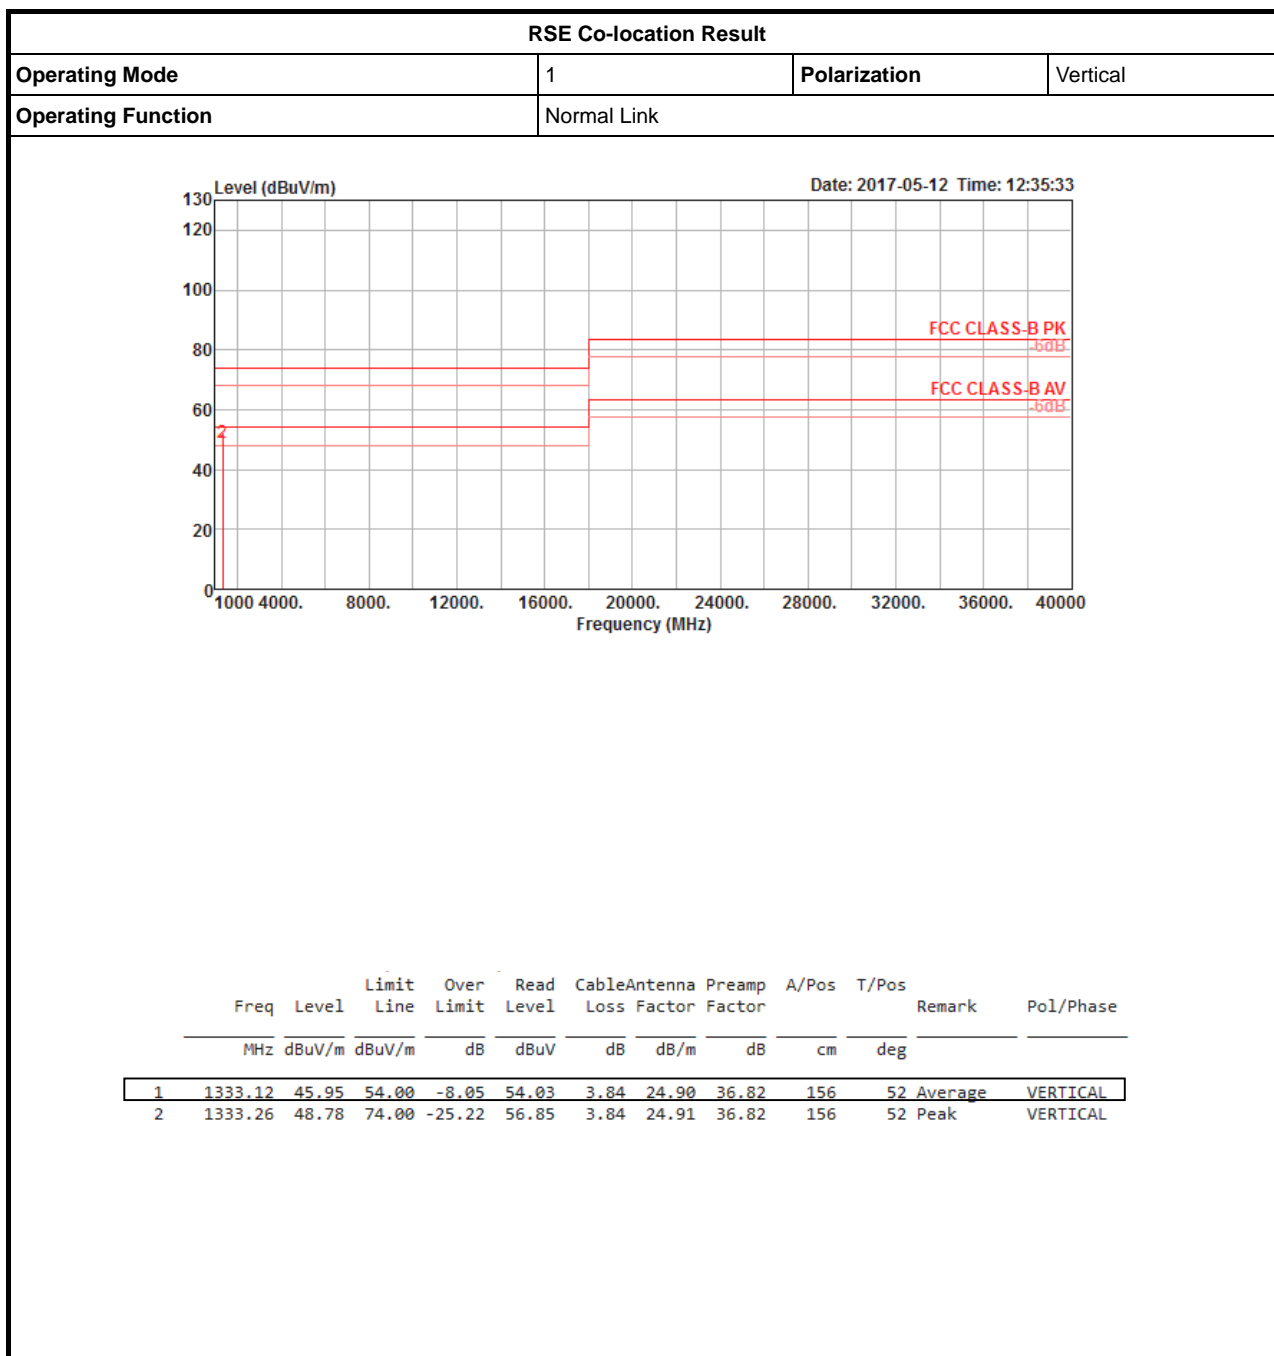 RSE Co-location Result
Operating Mode 1 Polarization Vertical
Operating Function Normal Link
Level (dBuV/m) Date: 2017-05-12 Time: 12:35:33
130
120
100
80
60
40
20
0
FCC CLASS-B PK
-6dB
FCC CLASS-B AV
-6dB
2
1000 4000. 8000. 12000. 16000. 20000. 24000. 28000. 32000. 36000. 40000
Frequency (MHz)
Limit Over Read CableAntenna Preamp A/Pos T/Pos
Freq Level Line Limit Level Loss Factor Factor Remark Pol/Phase
MHz dBuV/m dBuV/m dB dBuV dB dB/m dB cm deg
1 1333.12 45.95 54.00 -8.05 54.03 3.84 24.90 36.82 156 52 Average VERTICAL
2 1333.26 48.78 74.00 -25.22 56.85 3.84 24.91 36.82 156 52 Peak VERTICAL